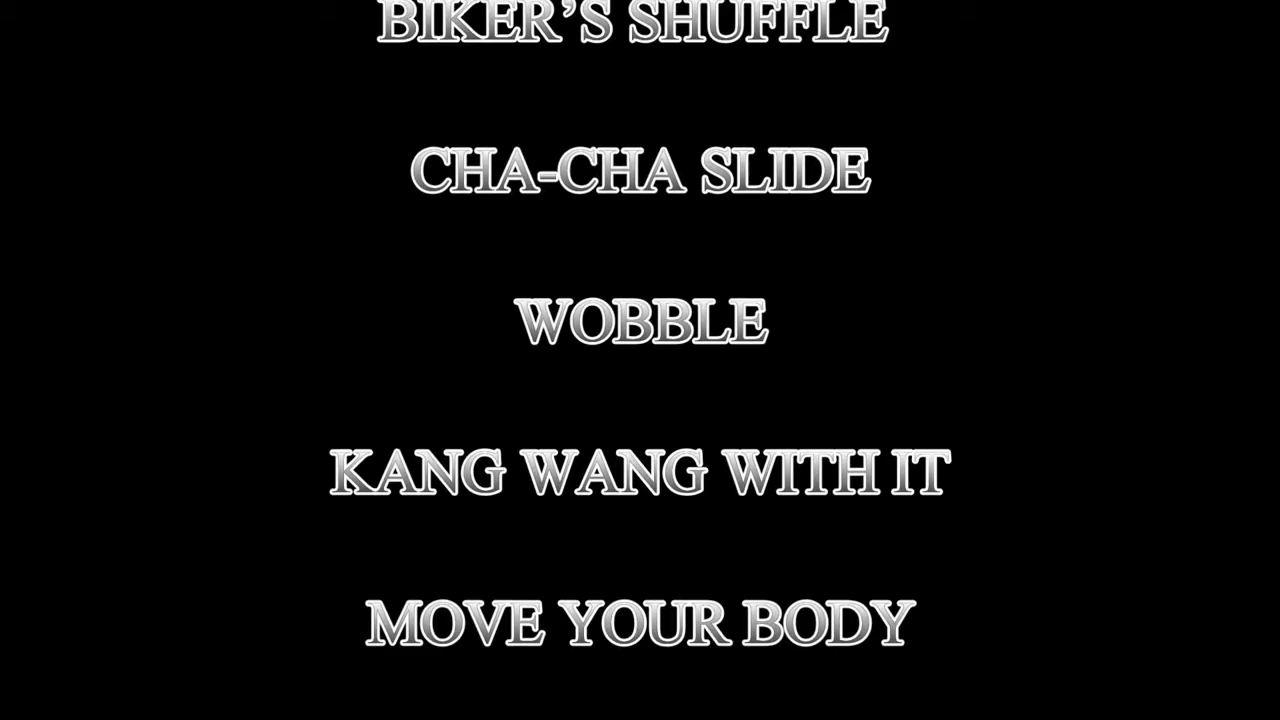 BIKER’S SHUFFLE
CHA-CHA SLIDE
WOBBLE
KANG WANG WITH IT
MOVE YOUR BODY